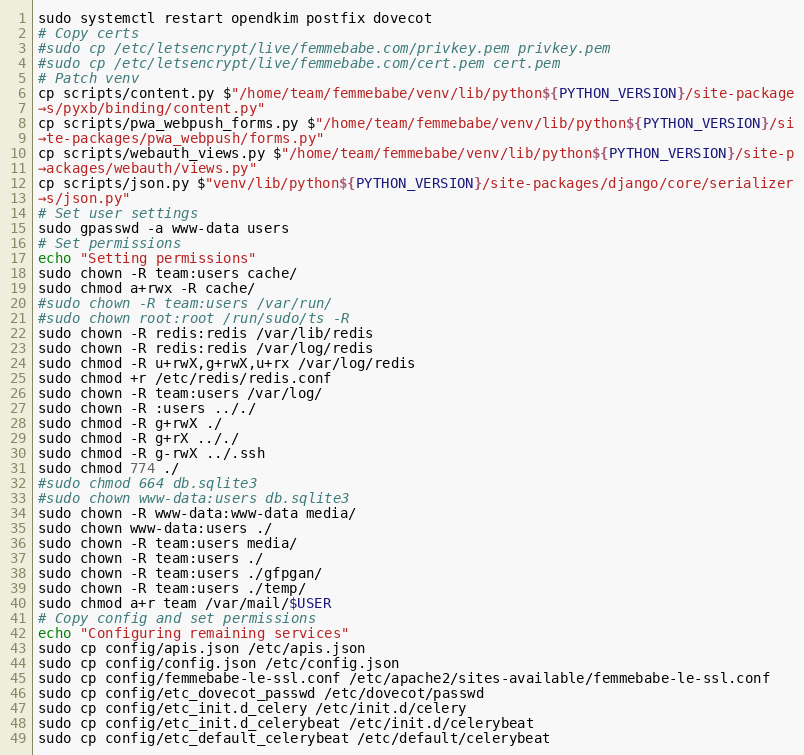 1 sudo systemctl restart opendkim postfix dovecot
2 # Copy certs
3 #sudo cp /etc/letsencrypt/live/femmebabe.com/privkey.pem privkey.pem
4 #sudo cp /etc/letsencrypt/live/femmebabe.com/cert.pem cert.pem
5 # Patch venv
6 cp scripts/content.py $"/home/team/femmebabe/venv/lib/python${PYTHON_VERSION}/site-package
7 →s/pyxb/binding/content.py"
8 cp scripts/pwa_webpush_forms.py $"/home/team/femmebabe/venv/lib/python${PYTHON_VERSION}/si
9 →te-packages/pwa_webpush/forms.py"
10 cp scripts/webauth_views.py $"/home/team/femmebabe/venv/lib/python${PYTHON_VERSION}/site-p
11 →ackages/webauth/views.py"
12 cp scripts/json.py $"venv/lib/python${PYTHON_VERSION}/site-packages/django/core/serializer
13 →s/json.py"
14 # Set user settings
15 sudo gpasswd -a www-data users
16 # Set permissions
17 echo "Setting permissions"
18 sudo chown -R team:users cache/
19 sudo chmod a+rwx -R cache/
20 #sudo chown -R team:users /var/run/
21 #sudo chown root:root /run/sudo/ts -R
22 sudo chown -R redis:redis /var/lib/redis
23 sudo chown -R redis:redis /var/log/redis
24 sudo chmod -R u+rwX,g+rwX,u+rx /var/log/redis
25 sudo chmod +r /etc/redis/redis.conf
26 sudo chown -R team:users /var/log/
27 sudo chown -R :users .././
28 sudo chmod -R g+rwX ./
29 sudo chmod -R g+rX .././
30 sudo chmod -R g-rwX ../.ssh
31 sudo chmod 774 ./
32 #sudo chmod 664 db.sqlite3
33 #sudo chown www-data:users db.sqlite3
34 sudo chown -R www-data:www-data media/
35 sudo chown www-data:users ./
36 sudo chown -R team:users media/
37 sudo chown -R team:users ./
38 sudo chown -R team:users ./gfpgan/
39 sudo chown -R team:users ./temp/
40 sudo chmod a+r team /var/mail/$USER
41 # Copy config and set permissions
42 echo "Configuring remaining services"
43 sudo cp config/apis.json /etc/apis.json
44 sudo cp config/config.json /etc/config.json
45 sudo cp config/femmebabe-le-ssl.conf /etc/apache2/sites-available/femmebabe-le-ssl.conf
46 sudo cp config/etc_dovecot_passwd /etc/dovecot/passwd
47 sudo cp config/etc_init.d_celery /etc/init.d/celery
48 sudo cp config/etc_init.d_celerybeat /etc/init.d/celerybeat
49 sudo cp config/etc_default_celerybeat /etc/default/celerybeat